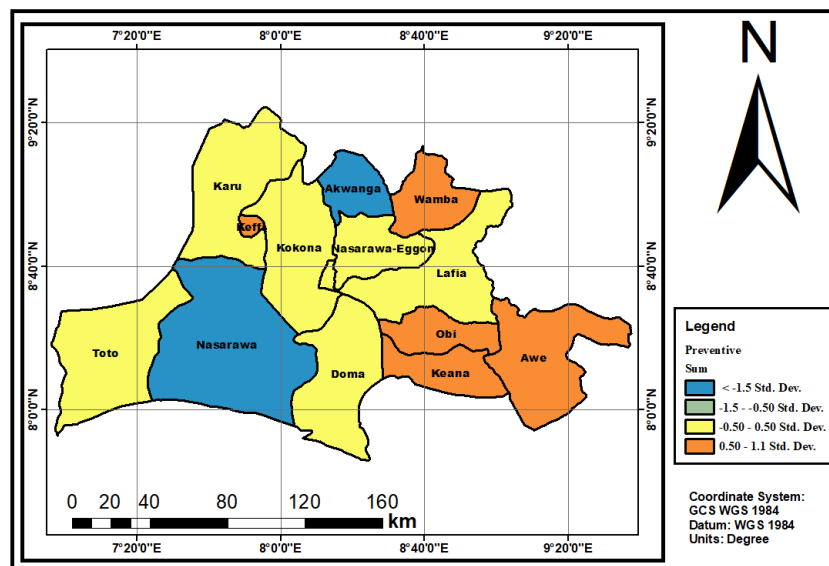 7°20'0"E 8°0'0"E 8°40'0"E 9°20'0"E
N
9°20'0"N 9°20'0"N
Karu
Akwanga
Wamba
Keffi
Kokona
Nasarawa-Eggon
8°40'0"N 8°40'0"N
Lafia
Obi
Toto
Nasarawa
Doma
Keana
Awe
8°0'0"N 8°0'0"N
Legend
Preventive
Sum
< -1.5 Std. Dev.
-1.5 - -0.50 Std. Dev.
-0.50 - 0.50 Std. Dev.
0.50 - 1.1 Std. Dev.
0 20 40 80 120 160
km
Coordinate System:
GCS WGS 1984
Datum: WGS 1984
Units: Degree
7°20'0"E 8°0'0"E 8°40'0"E 9°20'0"E